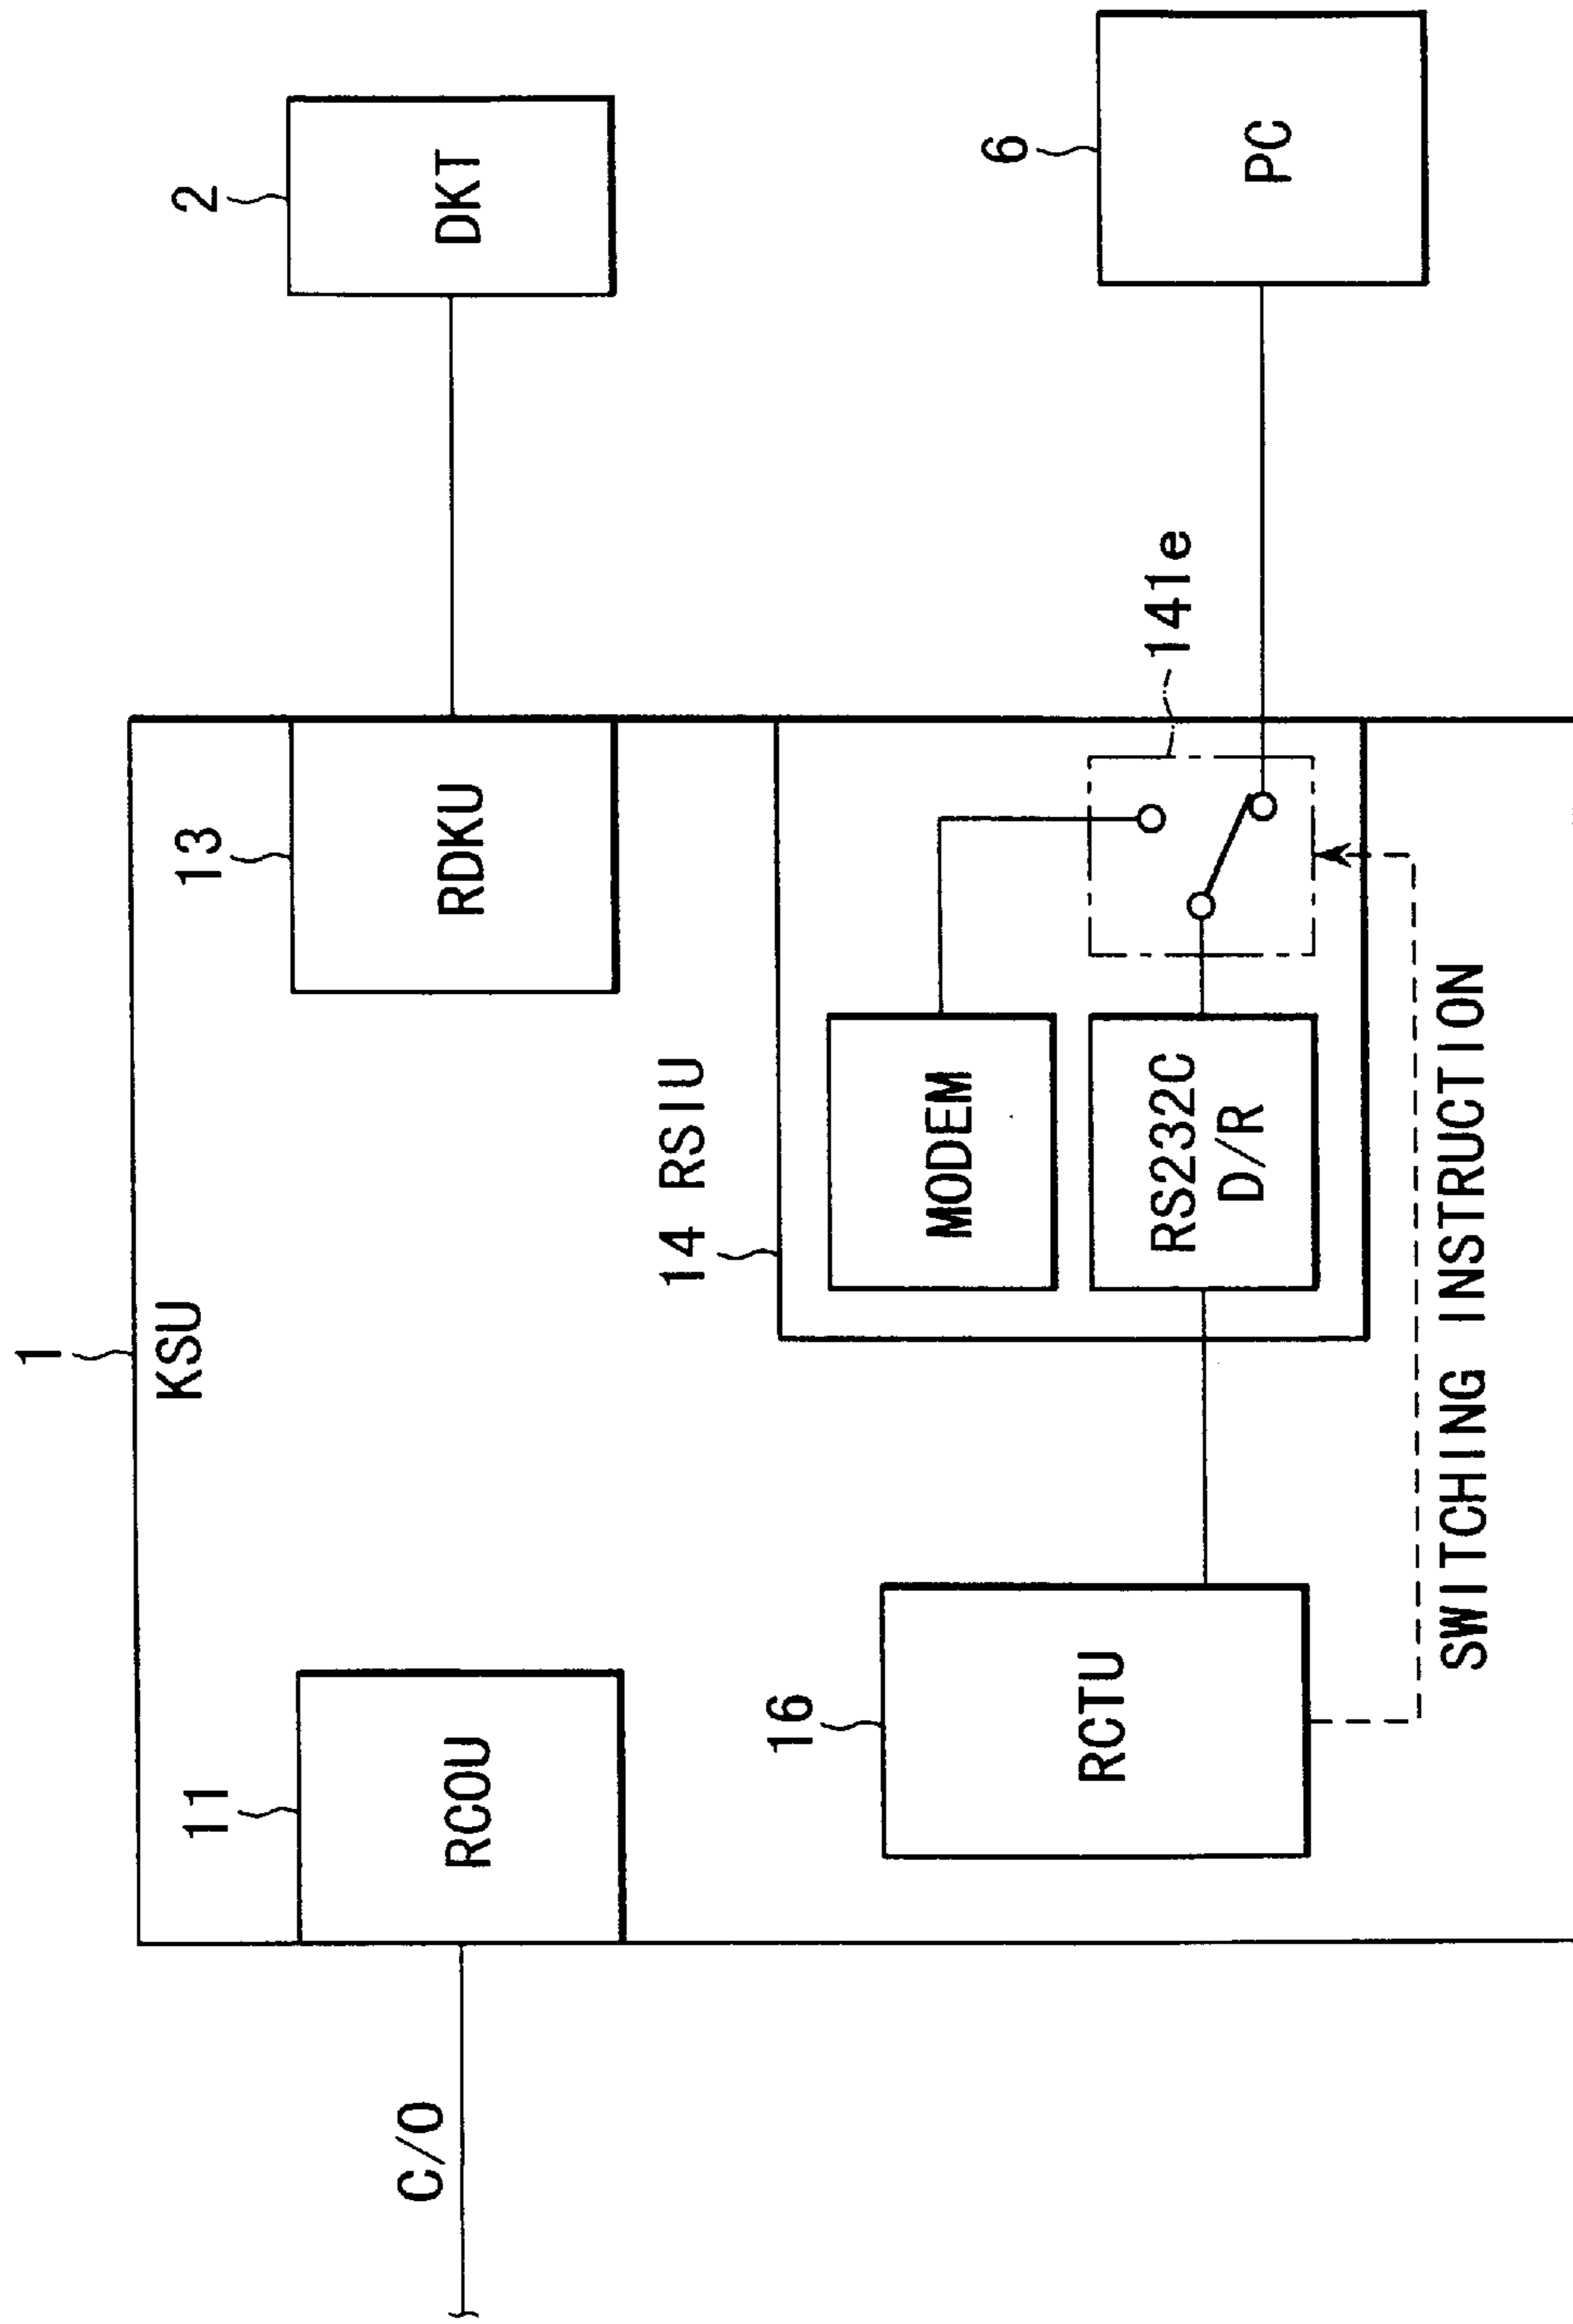 1
KSU
C/O
11
RCOU
13
RDKU
2
DKT
14 RSIU
16
RCTU
MODEM
RS232C
D/R
141e
6
PC
SWITCHING INSTRUCTION